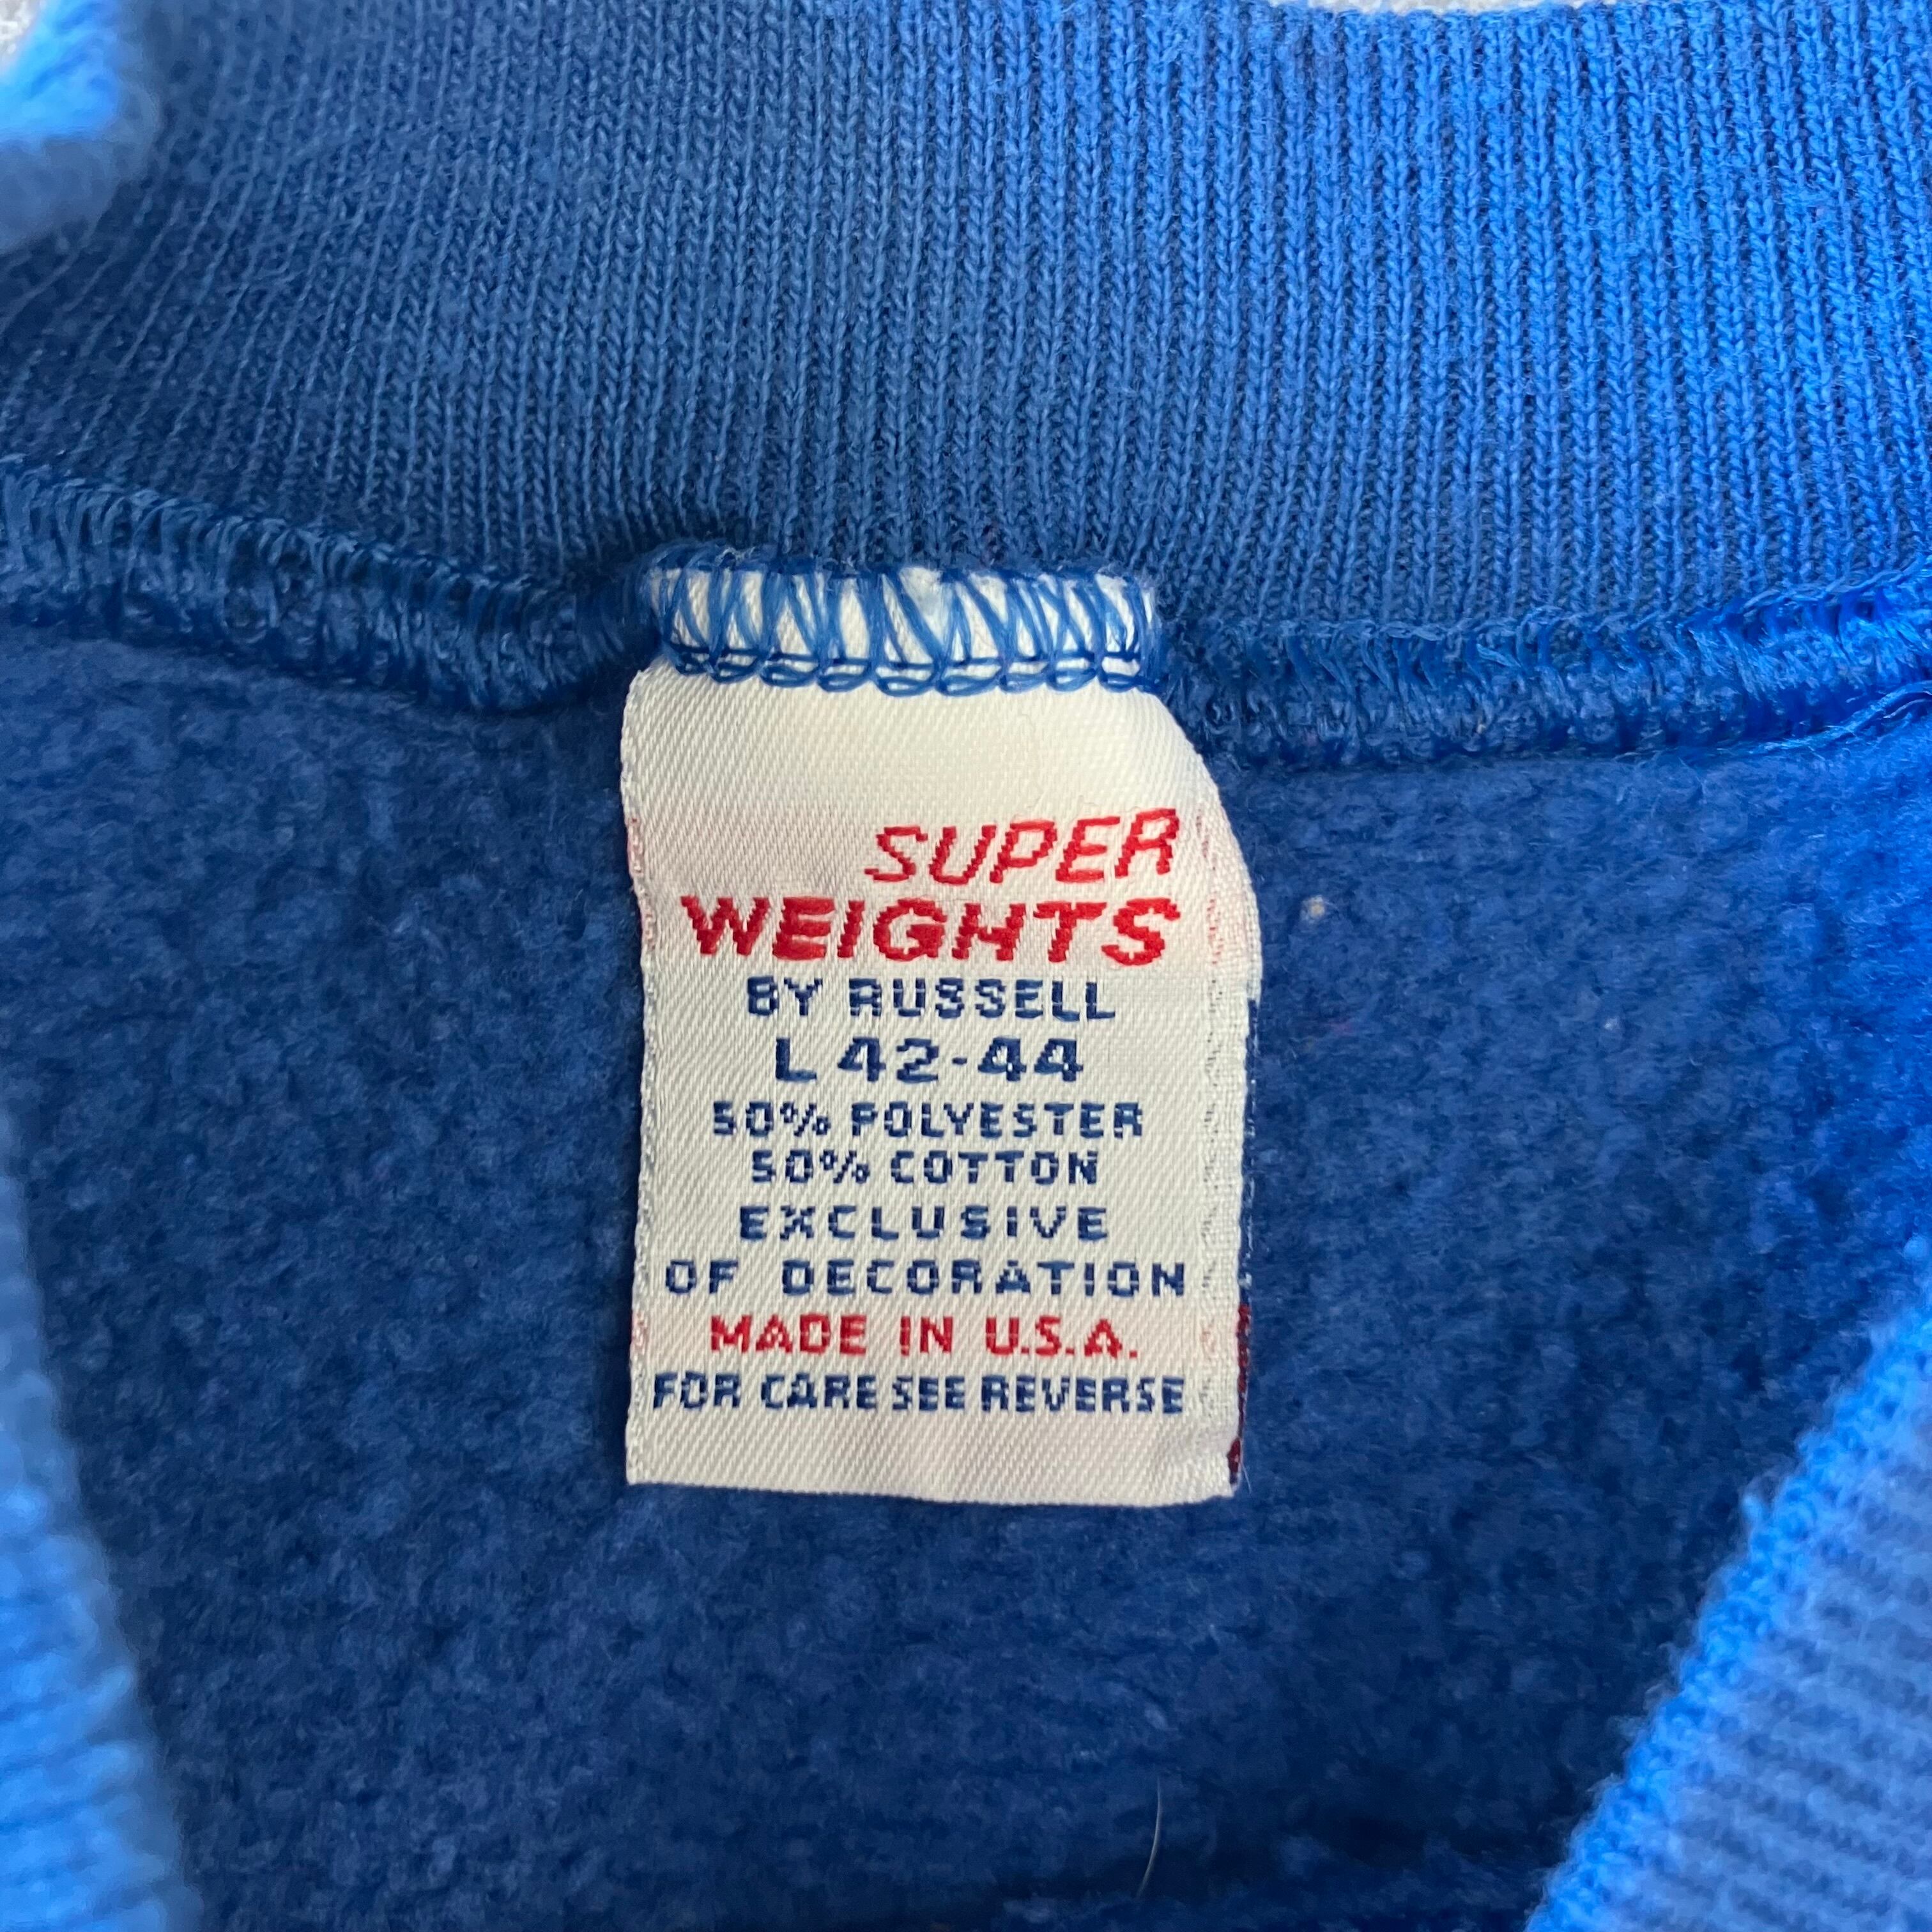 SUPER
WEIGHTS
BY RUSSELL
L 42-44
50% POLYESTER
50% COTTON
EXCLUSIVE
OF DECORATION
MADE IN U.S.A.
FOR CARE SEE REVERSE